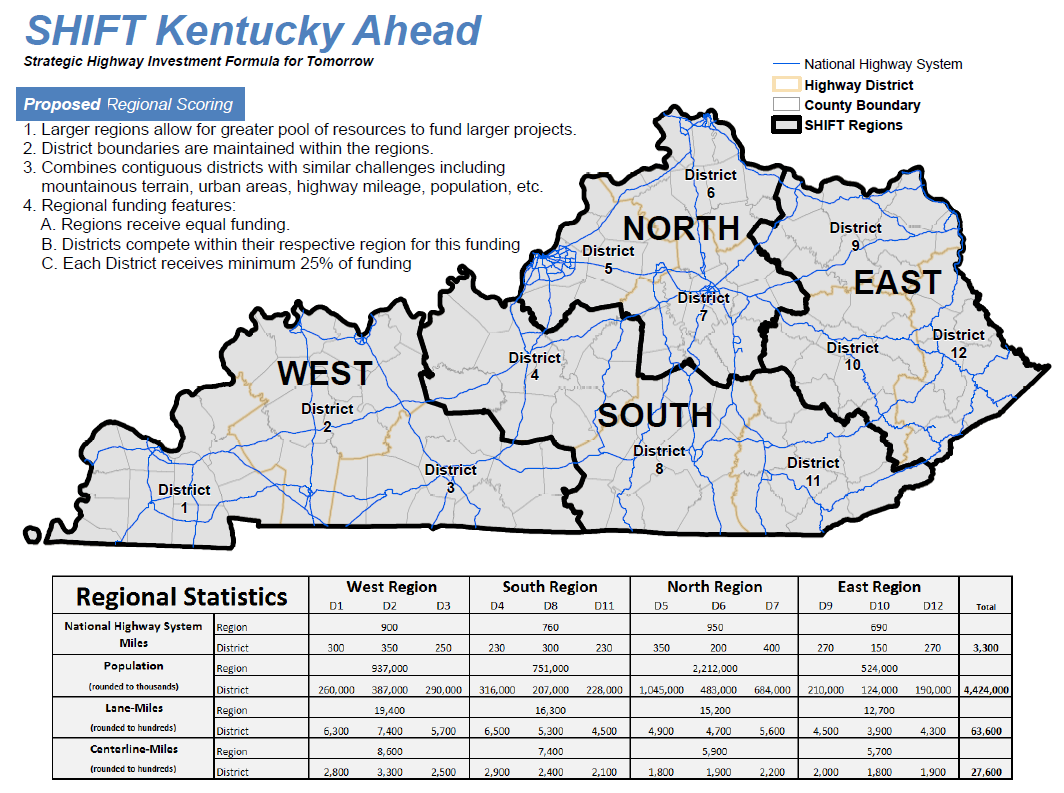 SHIFT Kentucky Ahead
Strategic Highway Investment Formula for Tomorrow
National Highway System
Highway District
County Boundary
SHIFT Regions
Proposed Regional Scoring
1. Larger regions allow for greater pool of resources to fund larger projects.
2. District boundaries are maintained within the regions.
3. Combines contiguous districts with similar challenges including
mountainous terrain, urban areas, highway mileage, population, etc.
4. Regional funding features:
A. Regions receive equal funding.
B. Districts compete within their respective region for this funding
C. Each District receives minimum 25% of funding
District
6
NORTH
District
9
District
5
EAST
District
7
District
12
District
10
District
4
WEST
District
2
SOUTH
District
8
District
3
District
11
District
1
Regional Statistics
West Region South Region North Region East Region
D1 D2 D3 D4 D8 D11 D5 D6 D7 D9 D10 D12 Total
National Highway System
Miles
Region 900 760 950 690
District 300 350 250 230 300 230 350 200 400 270 150 270 3,300
Population
(rounded to thousands)
Region 937,000 751,000 2,212,000 524,000
District 260,000 387,000 290,000 316,000 207,000 228,000 1,045,000 483,000 684,000 210,000 124,000 190,000 4,424,000
Lane-Miles
(rounded to hundreds)
Region 19,400 16,300 15,200 12,700
District 6,300 7,400 5,700 6,500 5,300 4,500 4,900 4,700 5,600 4,500 3,900 4,300 63,600
Centerline-Miles
(rounded to hundreds)
Region 8,600 7,400 5,900 5,700
District 2,800 3,300 2,500 2,900 2,400 2,100 1,800 1,900 2,200 2,000 1,800 1,900 27,600